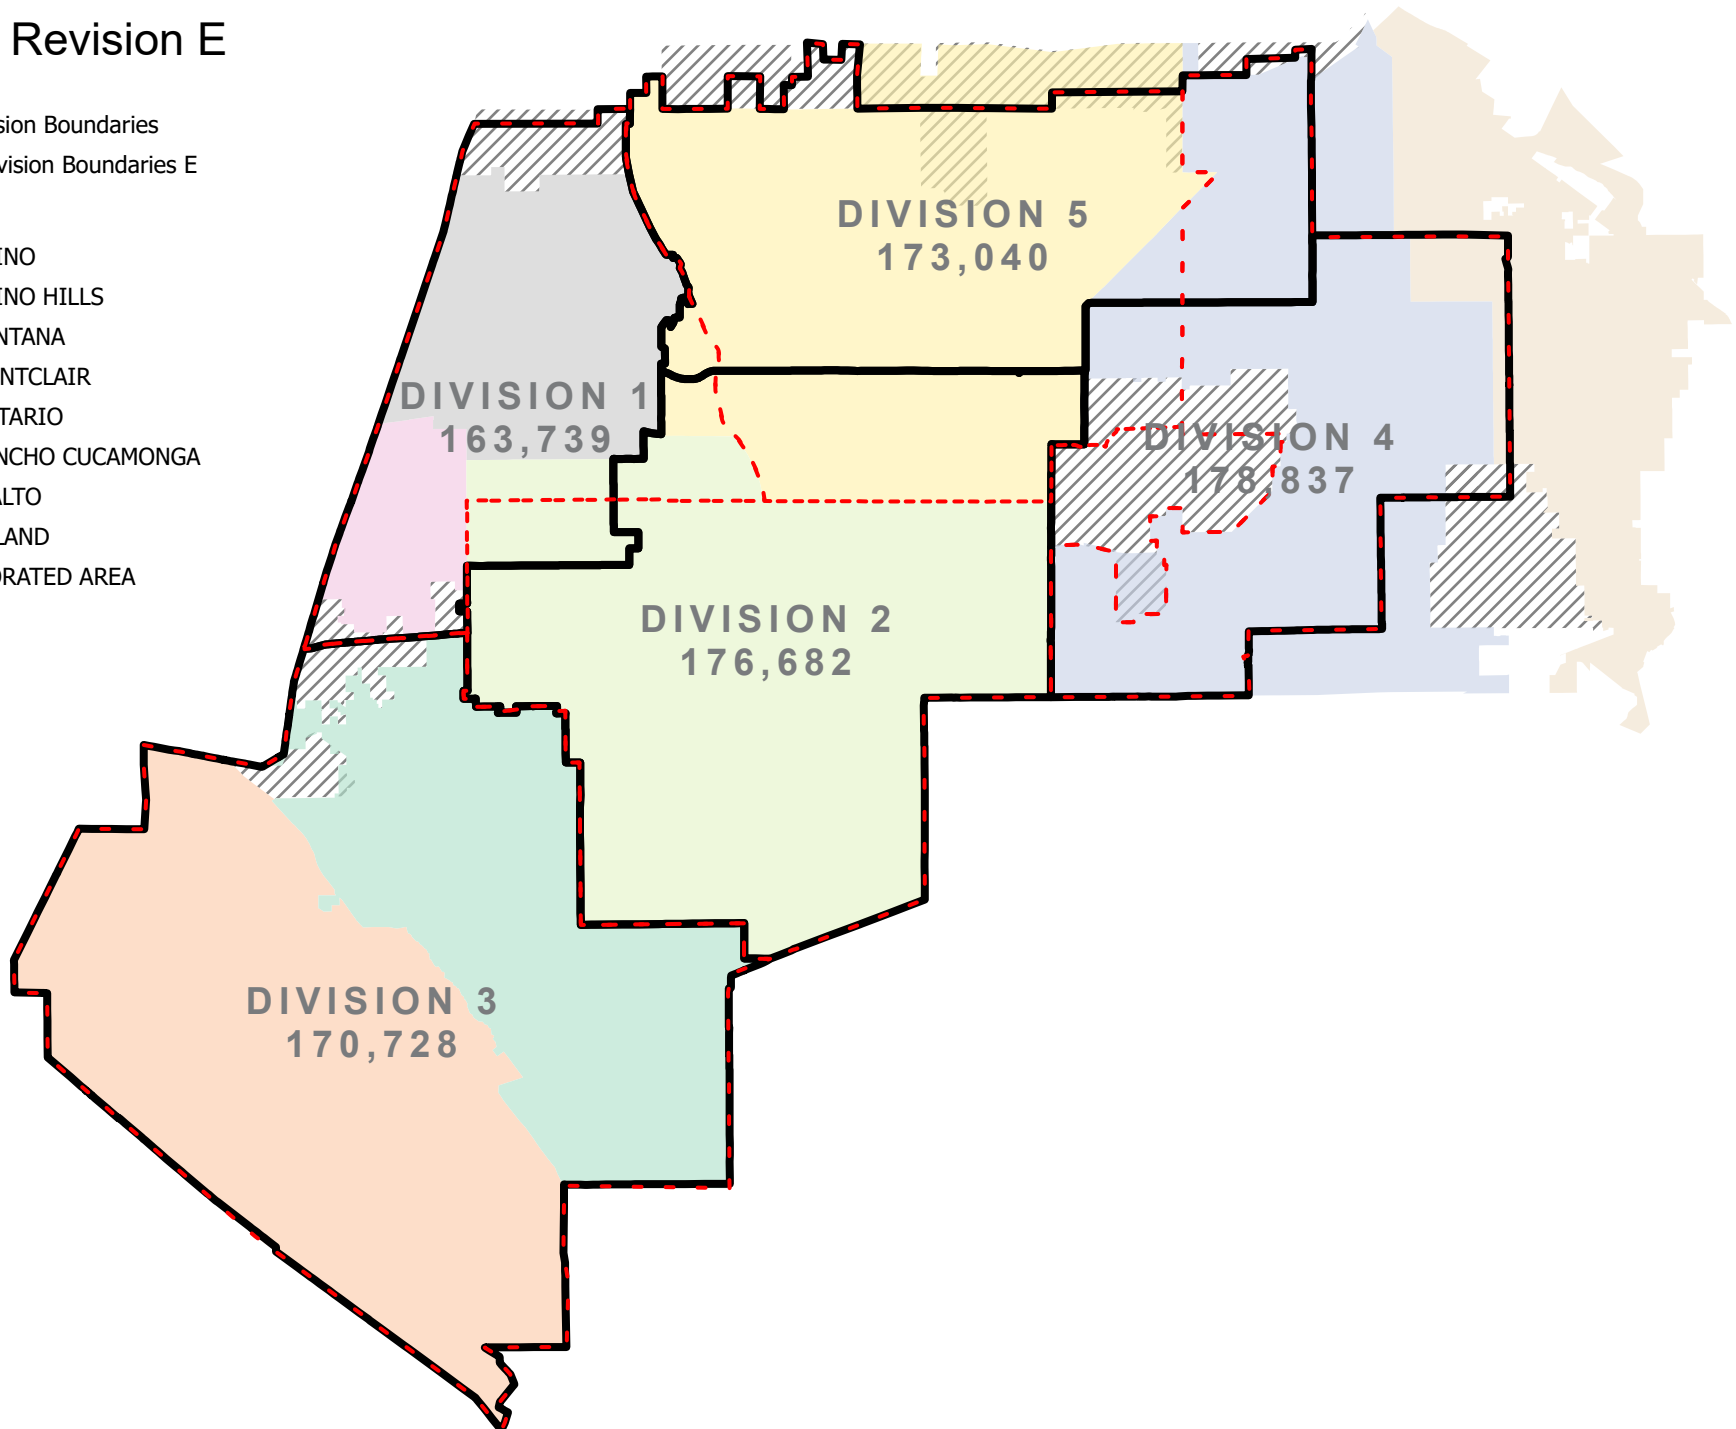 Revision E
sion Boundaries
vision Boundaries E
INO
INO HILLS
NTANA
NTCLAIR
TARIO
NCHO CUCAMONGA
ALTO
LAND
ORATED AREA
DIVISION 5
173,040
DIVISION 1
163,739
DIVISION 4
178,837
DIVISION 2
176,682
DIVISION 3
170,728